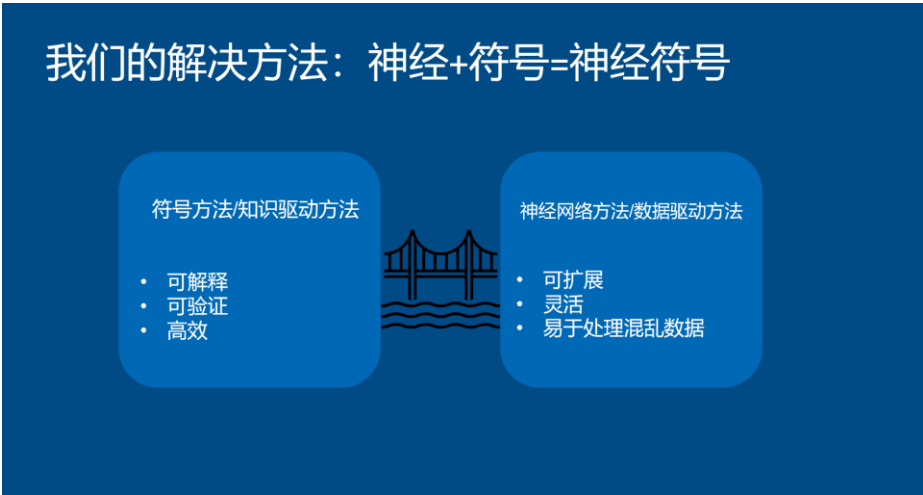 我们的解决方法：神经+符号=神经符号
符号方法/知识驱动方法
• 可解释
• 可验证
• 高效
神经网络方法/数据驱动方法
• 可扩展
• 灵活
• 易于处理混乱数据